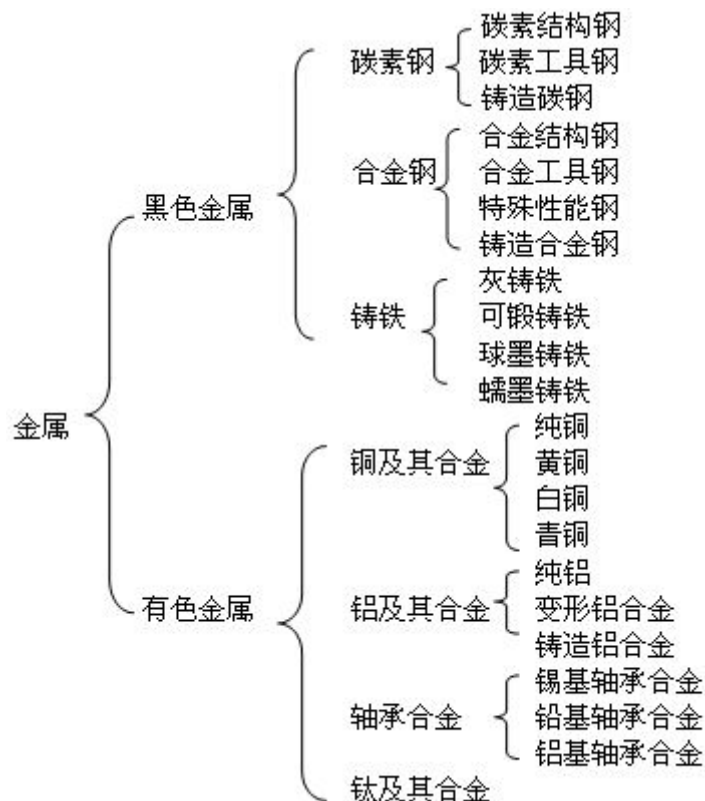 碳素结构钢
碳素钢
碳素工具钢
铸造碳钢
合金结构钢
合金钢
合金工具钢
黑色金属
特殊性能钢
铸造合金钢
灰铸铁
铸铁
可锻铸铁
球墨铸铁
蠕墨铸铁
金属
纯铜
铜及其合金
黄铜
白铜
青铜
纯铝
有色金属
铝及其合金
变形铝合金
铸造铝合金
锡基轴承合金
轴承合金
铅基轴承合金
铝基轴承合金
钛及其合金